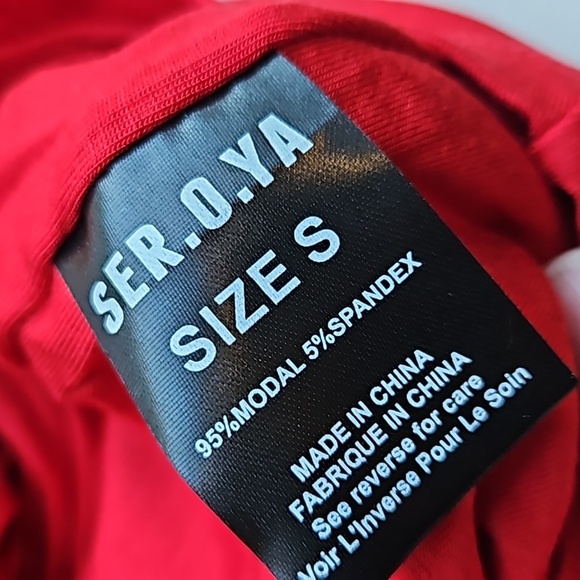 SER.O.YA
SIZE S
95%MODAL 5%SPANDEX
MADE IN CHINA
FABRIQUE IN CHINA
See reverse for care
Voir L'Inverse Pour Le Soin